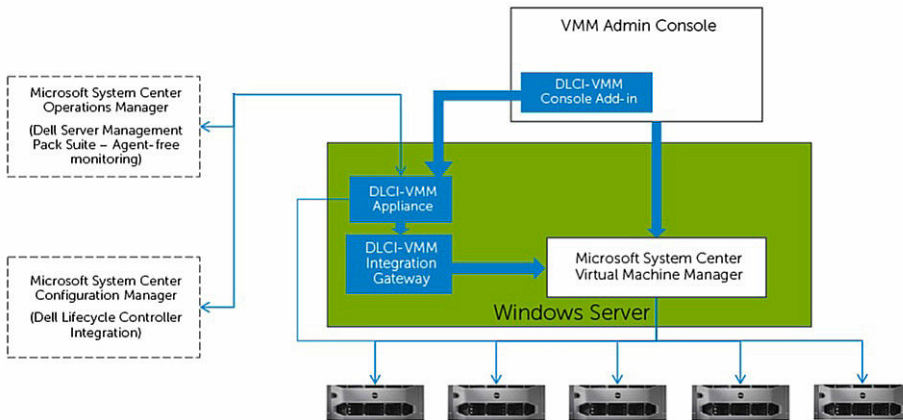 VMM Admin Console
DLCI-VMM
Console Add-in
Microsoft System Center
Operations Manager
(Dell Server Management
Pack Suite – Agent-free
monitoring)
DLCI-VMM
Appliance
DLCI-VMM
Integration
Gateway
Microsoft System Center
Virtual Machine Manager
Microsoft System Center
Configuration Manager
(Dell Lifecycle Controller
Integration)
Windows Server